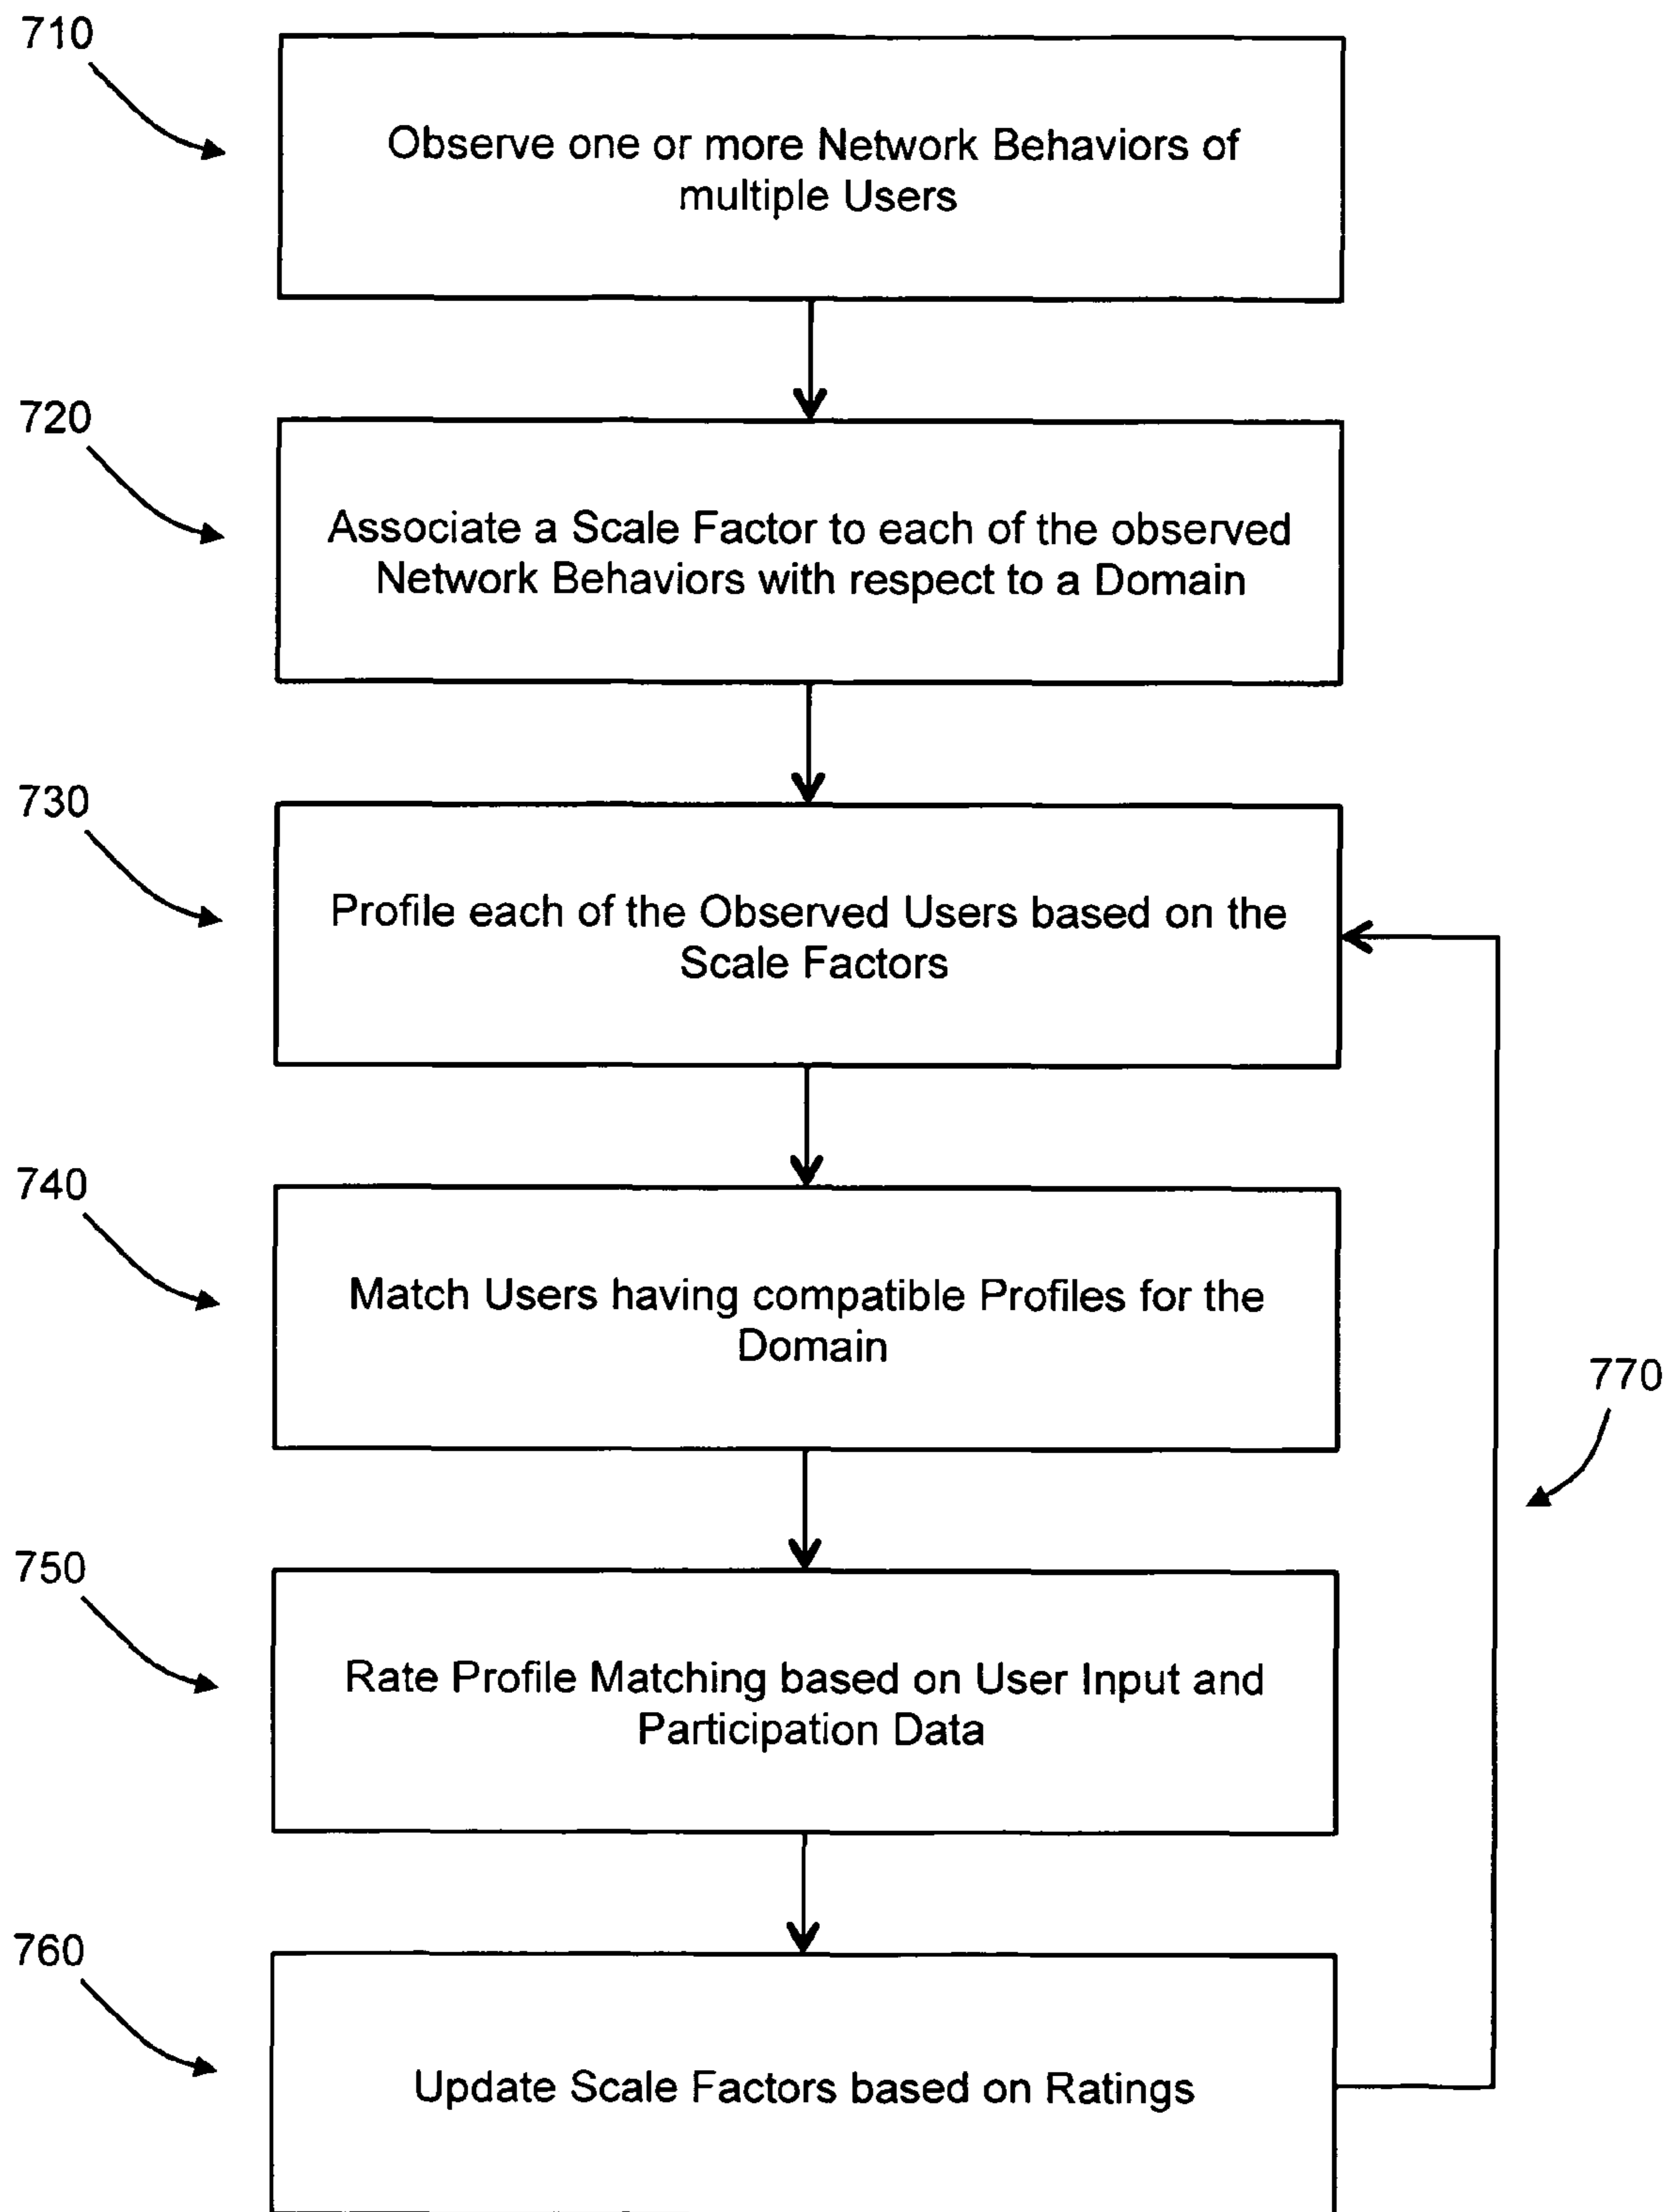 710
Observe one or more Network Behaviors of
multiple Users
720
Associate a Scale Factor to each of the observed
Network Behaviors with respect to a Domain
730
Profile each of the Observed Users based on the
Scale Factors
740
Match Users having compatible Profiles for the
Domain
770
750
Rate Profile Matching based on User Input and
Participation Data
760
Update Scale Factors based on Ratings